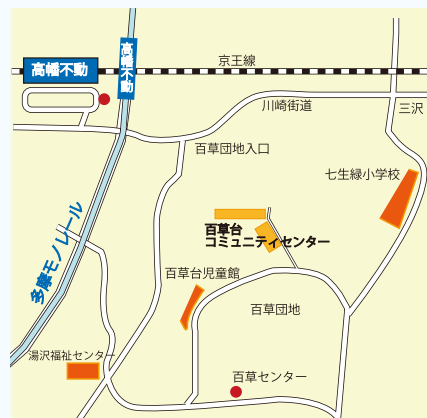 高幡不動
高幡不動
京王線
川崎街道
三沢
百草団地入口
七生緑小学校
百草台
コミュニティセンター
多摩モノレール
百草台児童館
百草団地
湯沢福祉センター
百草センター